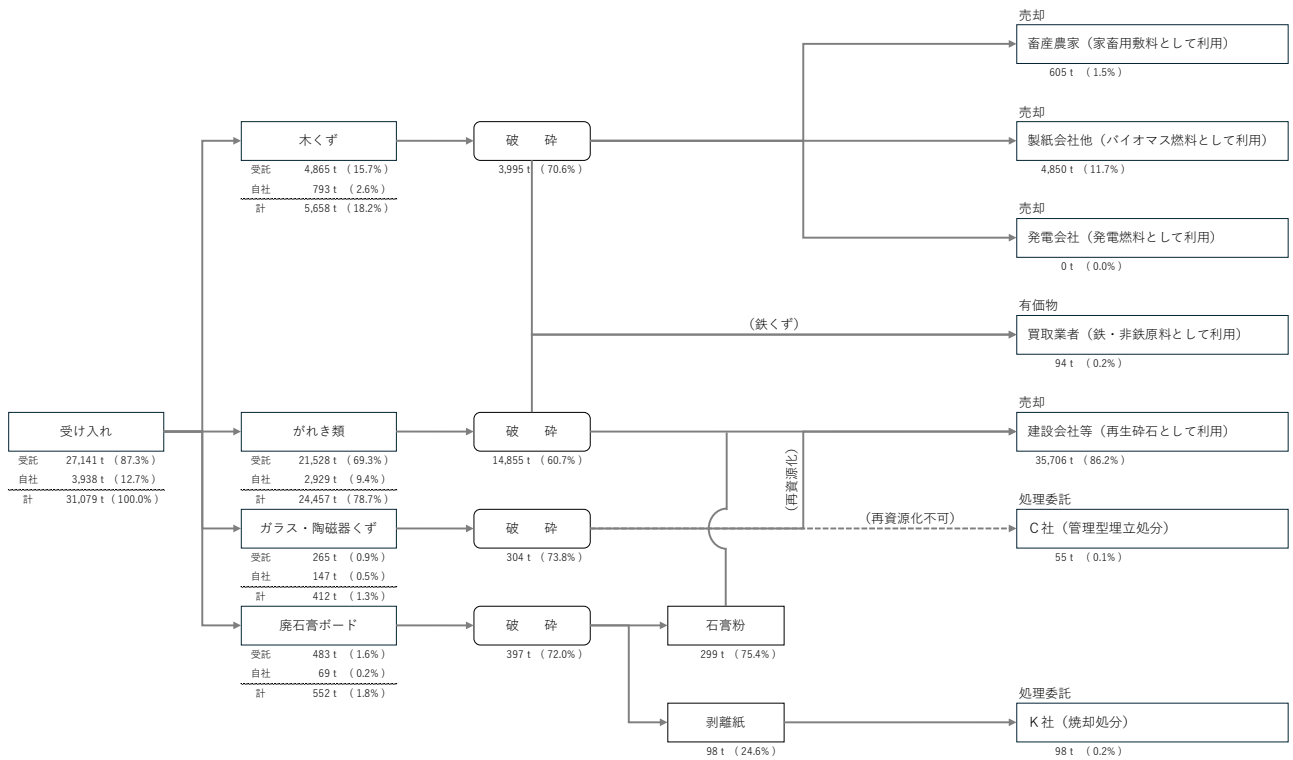 売却
畜産農家（家畜用敷料として利用）
605 t （ 1.5% ）
売却
木くず
破　砕
製紙会社他（バイオマス燃料として利用）
受託 4,865 t （ 15.7% ）
3,995 t （ 70.6% ）
4,850 t （ 11.7% ）
自社 793 t （ 2.6% ）
計 5,658 t （ 18.2% ）
売却
発電会社（発電燃料として利用）
0 t （ 0.0% ）
有価物
（鉄くず）
買取業者（鉄・非鉄原料として利用）
94 t （ 0.2% ）
売却
受け入れ
がれき類
破　砕
建設会社等（再生砕石として利用）
受託 27,141 t （ 87.3% ）
受託 21,528 t （ 69.3% ）
14,855 t （ 60.7% ）
35,706 t （ 86.2% ）
自社 3,938 t （ 12.7% ）
自社 2,929 t （ 9.4% ）
（再資源化）
計 31,079 t （ 100.0% ）
計 24,457 t （ 78.7% ）
処理委託
ガラス・陶磁器くず
破　砕
（再資源化不可）
Ｃ社（管理型埋立処分）
受託 265 t （ 0.9% ）
304 t （ 73.8% ）
55 t （ 0.1% ）
自社 147 t （ 0.5% ）
計 412 t （ 1.3% ）
廃石膏ボード
破　砕
石膏粉
受託 483 t （ 1.6% ）
397 t （ 72.0% ）
299 t （ 75.4% ）
自社 69 t （ 0.2% ）
計 552 t （ 1.8% ）
処理委託
剥離紙
Ｋ社（焼却処分）
98 t （ 24.6% ）
98 t （ 0.2% ）